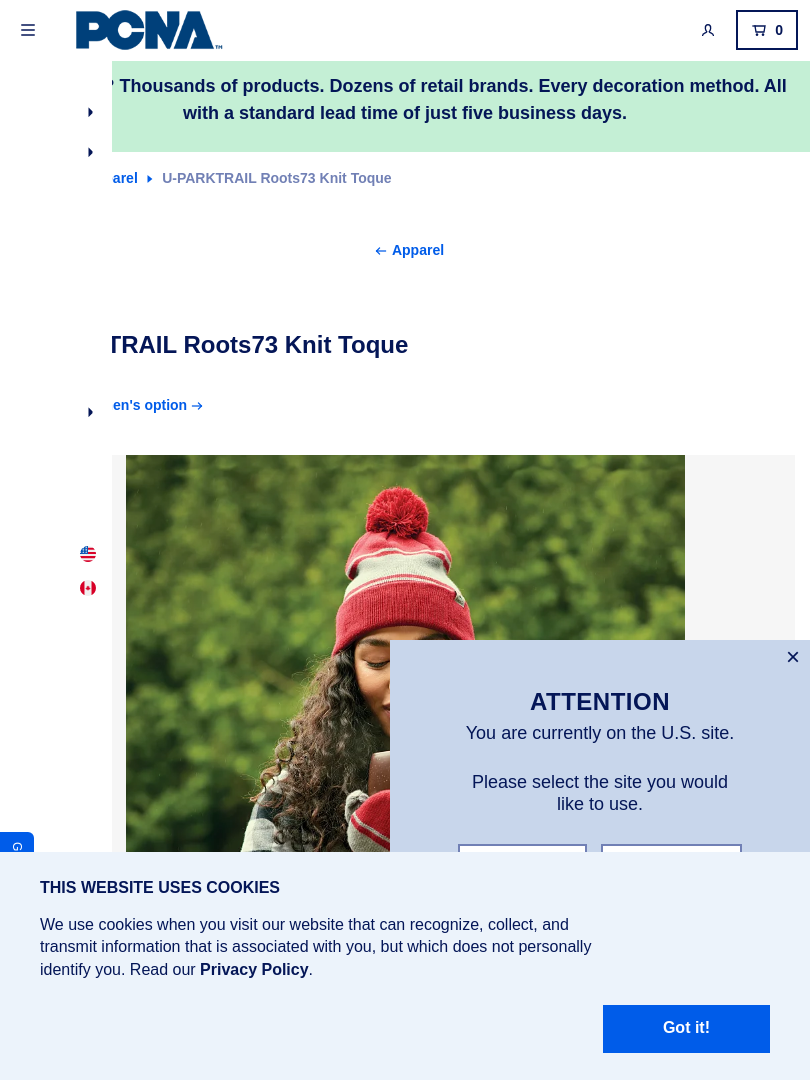 PCNA™
0
? Thousands of products. Dozens of retail brands. Every decoration method. All
with a standard lead time of just five business days.
arel U-PARKTRAIL Roots73 Knit Toque
Apparel
TRAIL Roots73 Knit Toque
en's option
ATTENTION
You are currently on the U.S. site.
Please select the site you would
like to use.
G
THIS WEBSITE USES COOKIES
We use cookies when you visit our website that can recognize, collect, and
transmit information that is associated with you, but which does not personally
identify you. Read our Privacy Policy.
Got it!